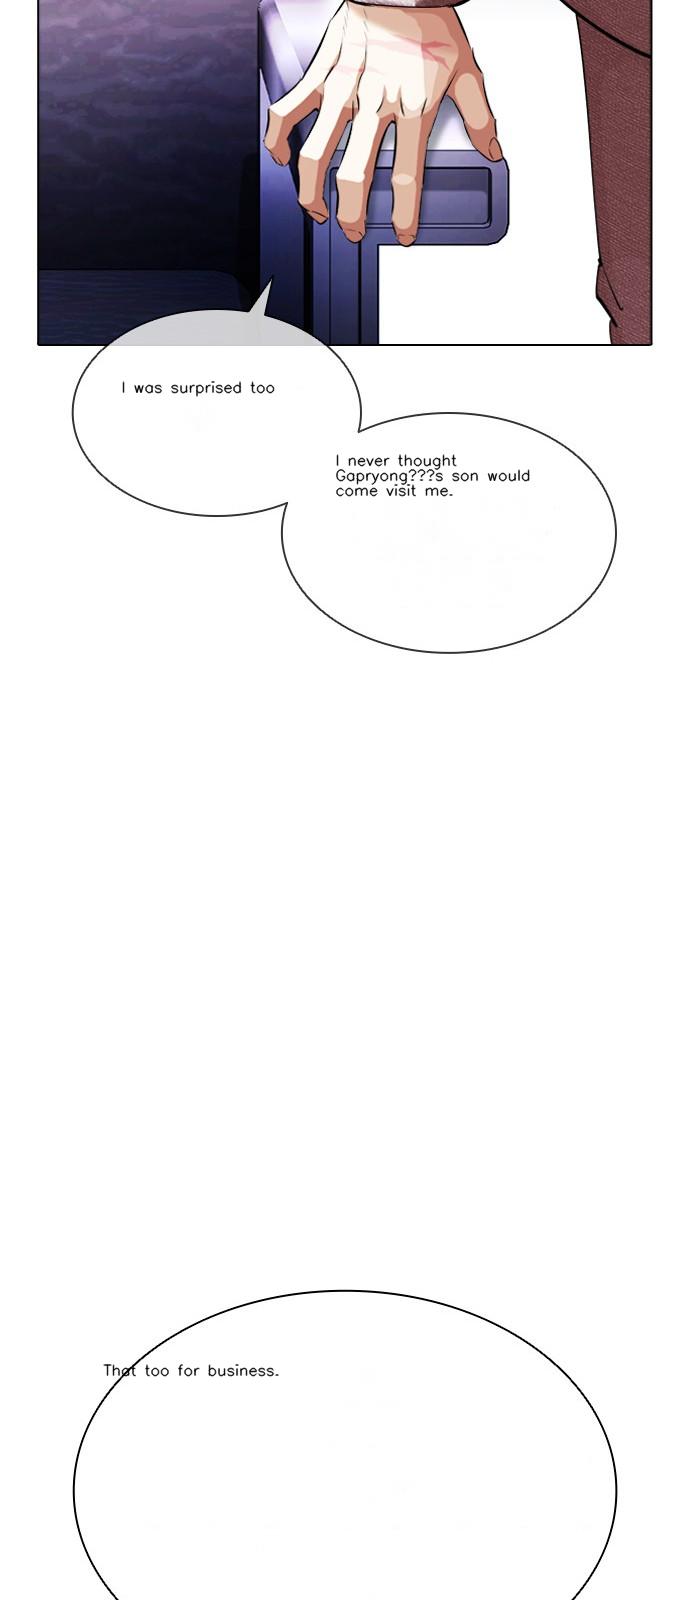 I was surprised too
I never thought
Gapryong???s son would
come visit me.
That too for business.